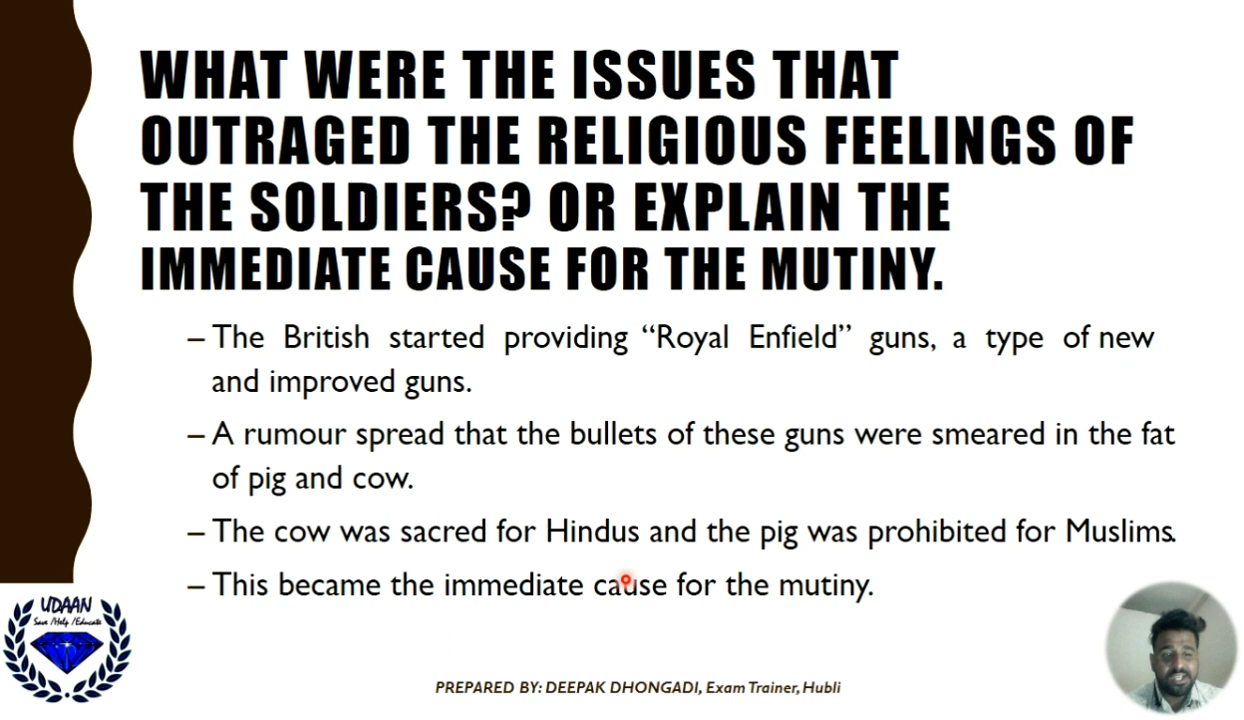 WHAT WERE THE ISSUES THAT
OUTRAGED THE RELIGIOUS FEELINGS OF
THE SOLDIERS? OR EXPLAIN THE
IMMEDIATE CAUSE FOR THE MUTINY.
– The British started providing “Royal Enfield” guns, a type of new
and improved guns.
– A rumour spread that the bullets of these guns were smeared in the fat
of pig and cow.
– The cow was sacred for Hindus and the pig was prohibited for Muslims.
– This became the immediate cause for the mutiny.
UDAAN
Save /Help /Educate
PREPARED BY: DEEPAK DHONGADI, Exam Trainer, Hubli